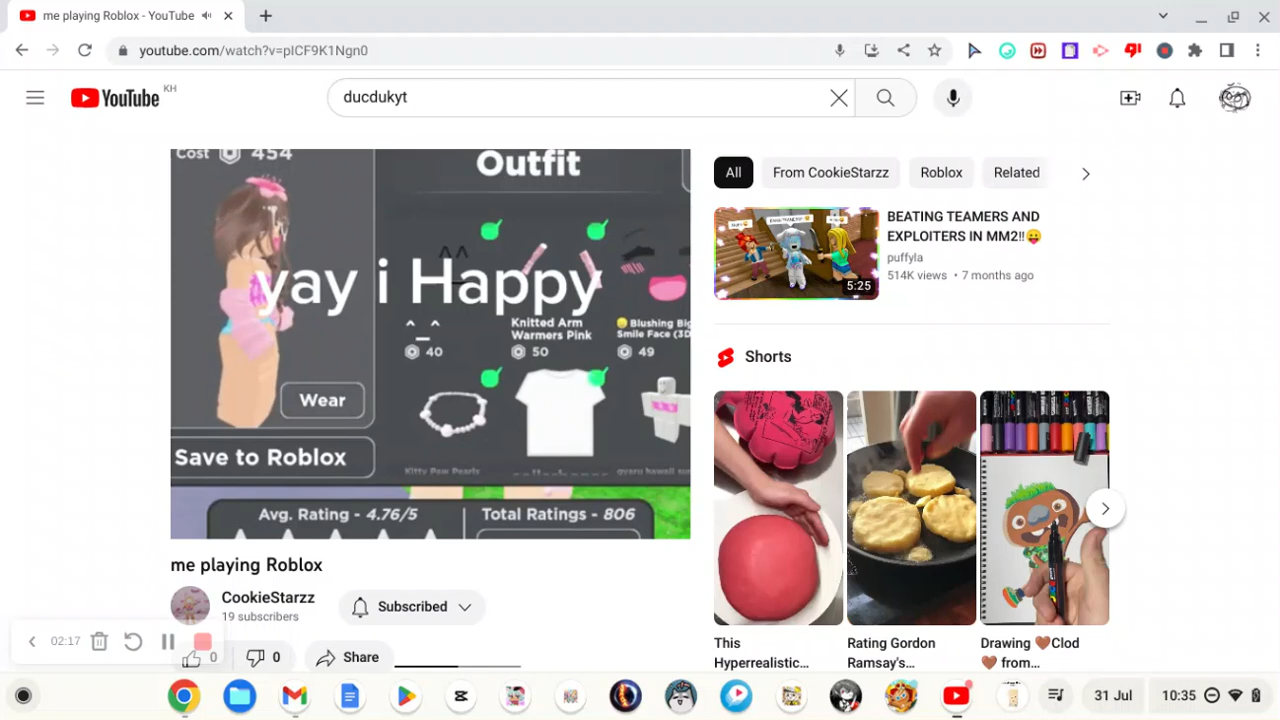 me playing Roblox - YouTube
youtube.com/watch?v=pICF9K1Ngn0
YouTube KH
ducdukyt
Cost 454
Outfit
yay i Happy
^^
^_^
40
Knitted Arm
Warmers Pink
50
Blushing Big
Smile Face (3D
49
Wear
Save to Roblox
Kitty Paw Pearls
Avg. Rating - 4.76/5
Total Ratings - 806
me playing Roblox
CookieStarzz
19 subscribers
Subscribed
02:17
0
0
Share
All
From CookieStarzz
Roblox
Related
5:25
BEATING TEAMERS AND
EXPLOITERS IN MM2!!😛
puffyla
514K views • 7 months ago
Shorts
This
Hyperrealistic…
Rating Gordon
Ramsay's…
Drawing 🤎Clod
🤎 from…
31 Jul
10:35